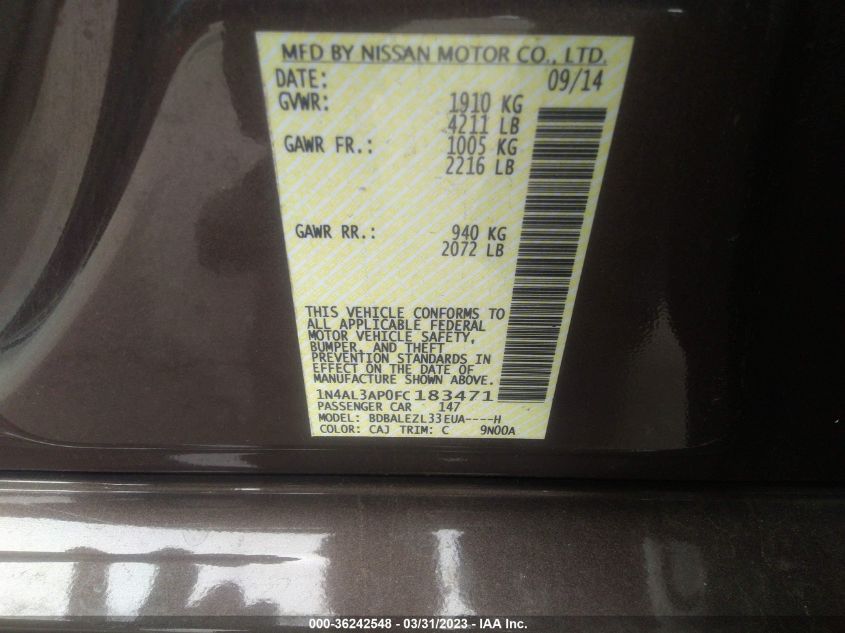 MFD BY NISSAN MOTOR CO., LTD.
DATE: 09/14
GVWR: 1910 KG
4211 LB
GAWR FR.: 1005 KG
2216 LB
GAWR RR.: 940 KG
2072 LB
THIS VEHICLE CONFORMS TO
ALL APPLICABLE FEDERAL
MOTOR VEHICLE SAFETY,
BUMPER, AND THEFT
PREVENTION STANDARDS IN
EFFECT ON THE DATE OF
MANUFACTURE SHOWN ABOVE.
1N4AL3AP0FC183471
PASSENGER CAR 147
MODEL: BDBALEZL33EUA----H
COLOR: CAJ TRIM: C 9N00A
000-36242548 - 03/31/2023 - IAA Inc.